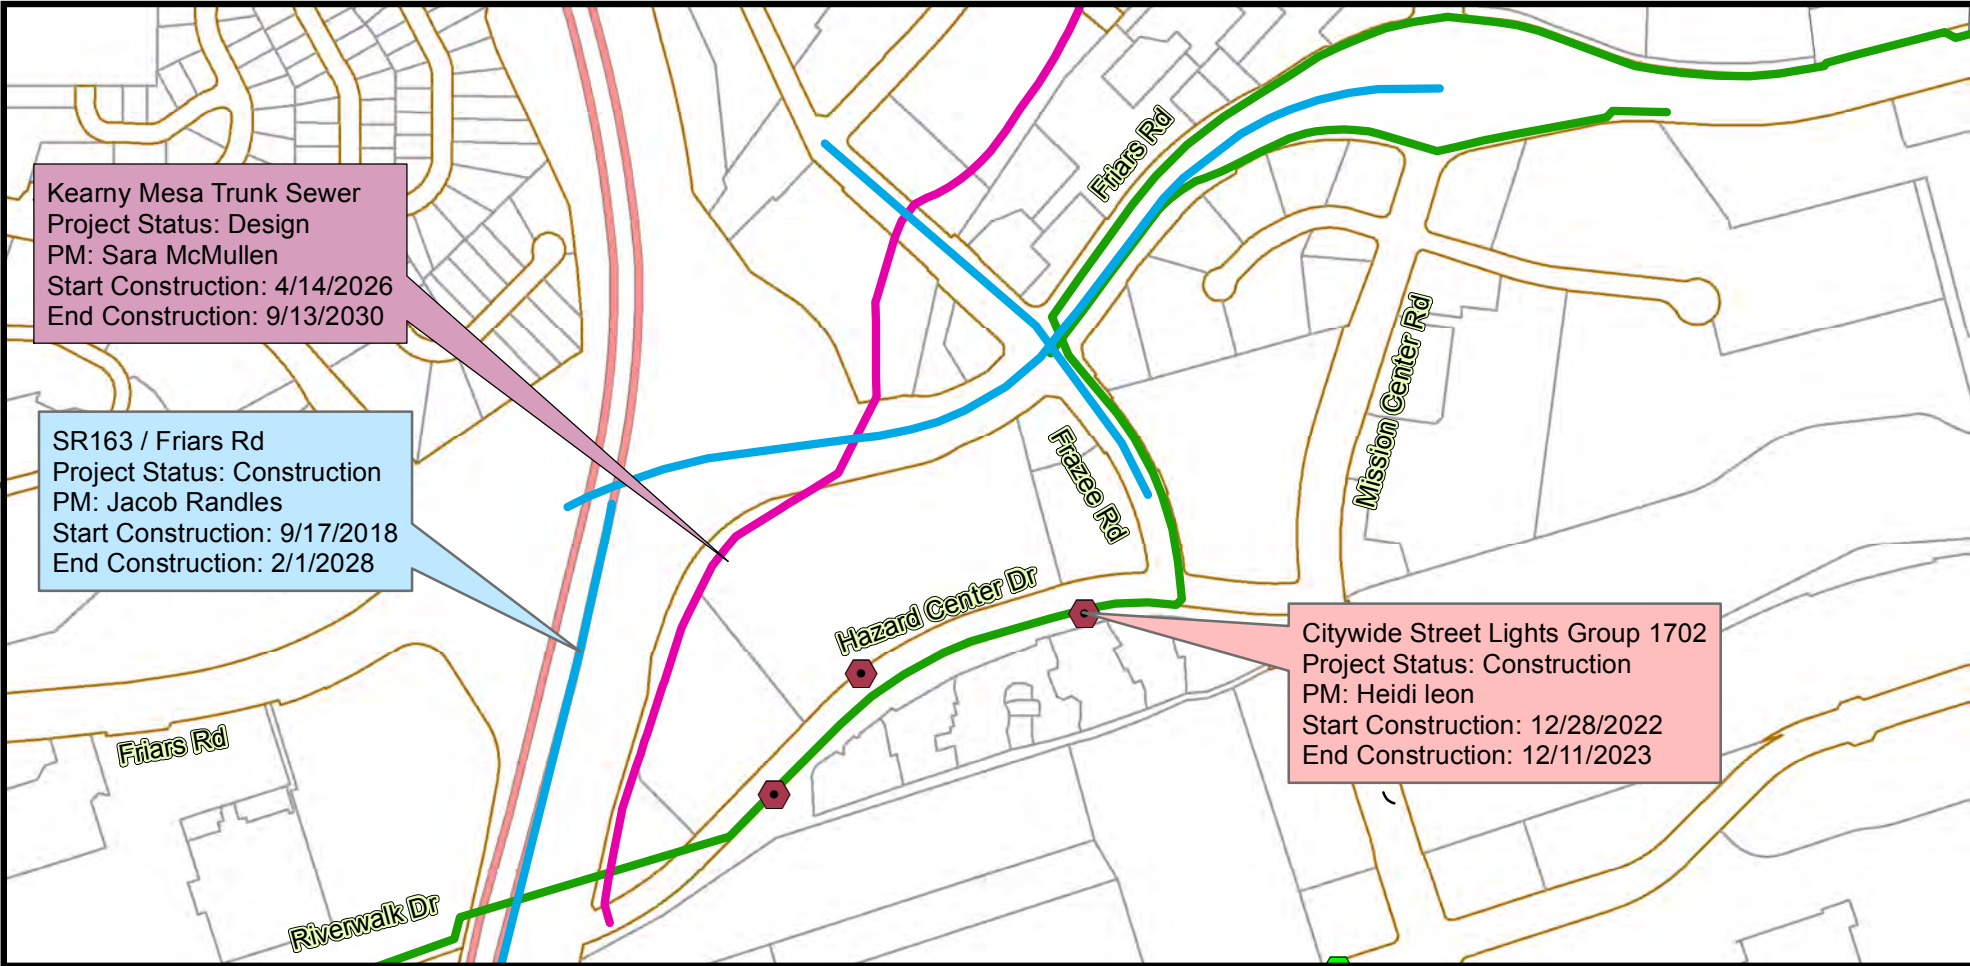 Friars Rd
Kearny Mesa Trunk Sewer
Project Status: Design
PM: Sara McMullen
Start Construction: 4/14/2026
End Construction: 9/13/2030
Mission Center Rd
SR163 / Friars Rd
Project Status: Construction
PM: Jacob Randles
Start Construction: 9/17/2018
End Construction: 2/1/2028
Frazee Rd
Hazard Center Dr
Citywide Street Lights Group 1702
Project Status: Construction
PM: Heidi leon
Start Construction: 12/28/2022
End Construction: 12/11/2023
Friars Rd
Riverwalk Dr